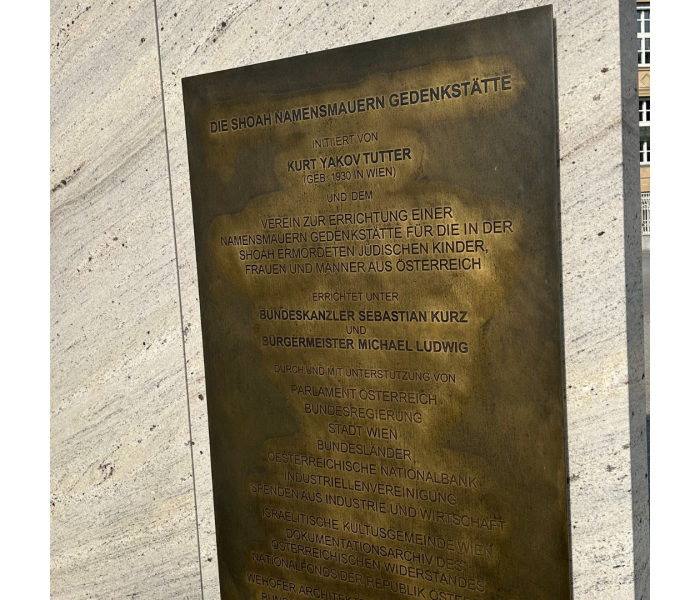 DIE SHOAH NAMENSMAUERN GEDENKSTÄTTE
INITIIERT VON
KURT YAKOV TUTTER
(GEB. 1930 IN WIEN)
UND DEM
VEREIN ZUR ERRICHTUNG EINER
NAMENSMAUERN GEDENKSTÄTTE FÜR DIE IN DER
SHOAH ERMORDETEN JÜDISCHEN KINDER,
FRAUEN UND MÄNNER AUS ÖSTERREICH
ERRICHTET UNTER
BUNDESKANZLER SEBASTIAN KURZ
UND
BÜRGERMEISTER MICHAEL LUDWIG
DURCH UND MIT UNTERSTÜTZUNG VON
PARLAMENT ÖSTERREICH
BUNDESREGIERUNG
STADT WIEN
BUNDESLÄNDER,
OESTERREICHISCHE NATIONALBANK
INDUSTRIELLENVEREINIGUNG
SPENDEN AUS INDUSTRIE UND WIRTSCHAFT
ISRAELITISCHE KULTUSGEMEINDE WIEN
DOKUMENTATIONSARCHIV DES
ÖSTERREICHISCHEN WIDERSTANDES
NATIONALFONDS DER REPUBLIK
WEHOFER ARCHITEKTEN